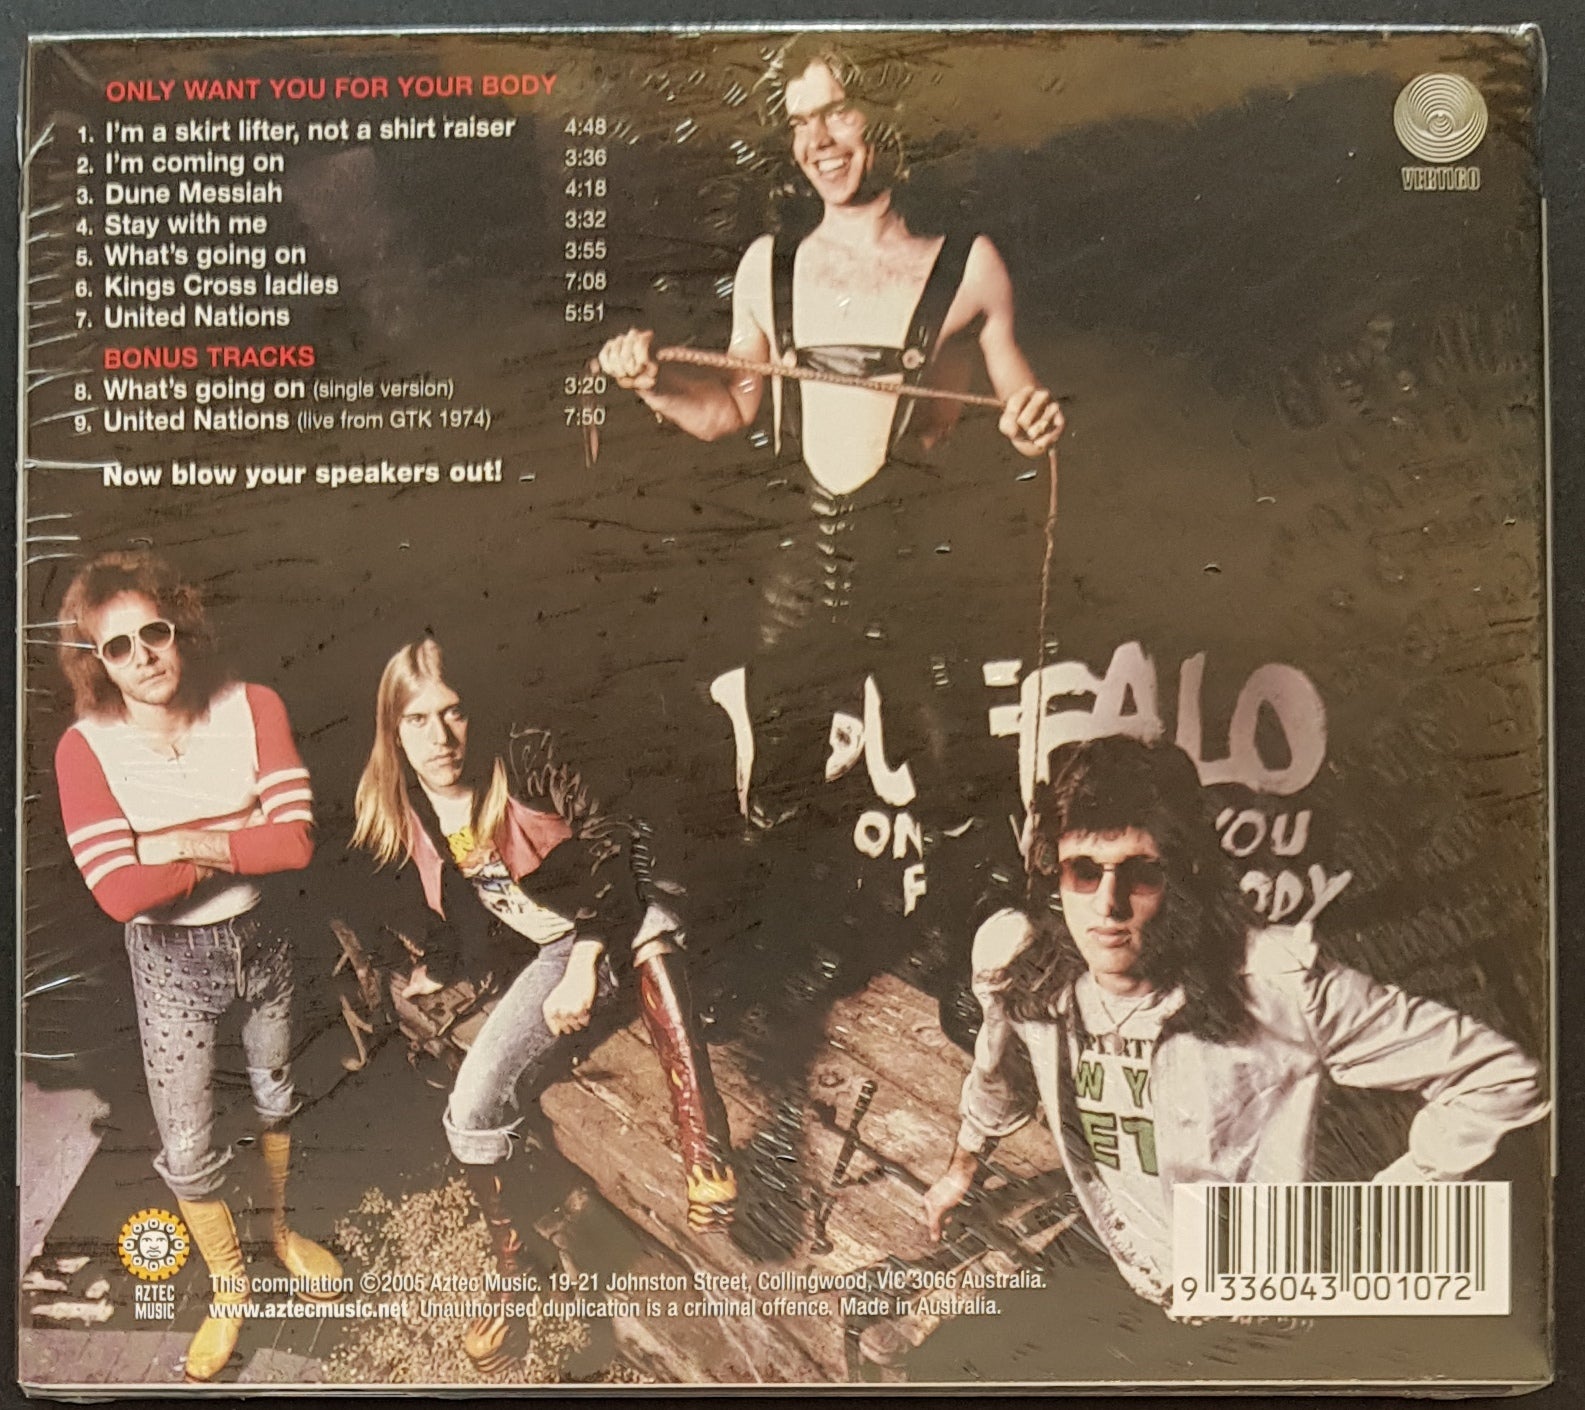 ONLY WANT YOU FOR YOUR BODY
1. I'm a skirt lifter, not a shirt raiser 4:48
2. I'm coming on 3:36
3. Dune Messiah 4:18
4. Stay with me 3:32
5. What's going on 3:55
6. Kings Cross ladies 7:08
7. United Nations 5:51
BONUS TRACKS
8. What's going on (single version) 3:20
9. United Nations (live from GTK 1974) 7:50
Now blow your speakers out!
VERTIGO
FALO
ON
YOU
F
ODY
W Y
ET
AZTEC
MUSIC
This compilation ©2005 Aztec Music. 19-21 Johnston Street, Collingwood, VIC 3066 Australia.
www.aztecmusic.net Unauthorised duplication is a criminal offence. Made in Australia.
9 336043 001072